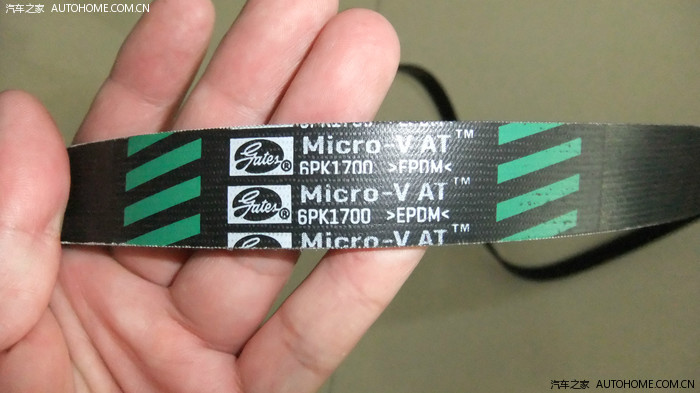 汽车之家 AUTOHOME.COM.CN
Gates® Micro-V AT™
6PK1700 >EPDM<
Gates® Micro-V AT™
6PK1700 >EPDM<
Gates Micro-V AT™
汽车之家 AUTOHOME.COM.CN